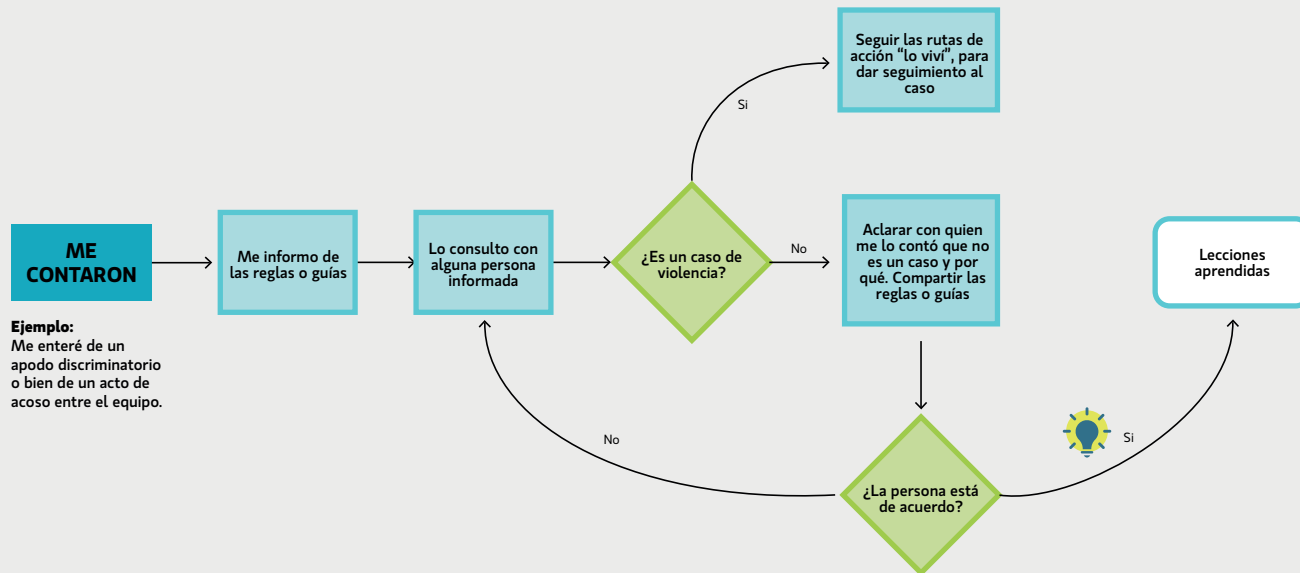 ME
CONTARON
Ejemplo:
Me enteré de un
apodo discriminatorio
o bien de un acto de
acoso entre el equipo.
Me informo de
las reglas o guías
Lo consulto con
alguna persona
informada
¿Es un caso de
violencia?
Si
Seguir las rutas de
acción “lo viví”, para
dar seguimiento al
caso
No
Aclarar con quien
me lo contó que no
es un caso y por
qué. Compartir las
reglas o guías
¿La persona está
de acuerdo?
No
Si
Lecciones
aprendidas